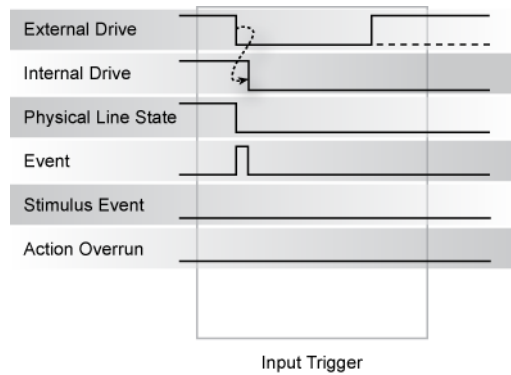 External Drive
Internal Drive
Physical Line State
Event
Stimulus Event
Action Overrun
Input Trigger